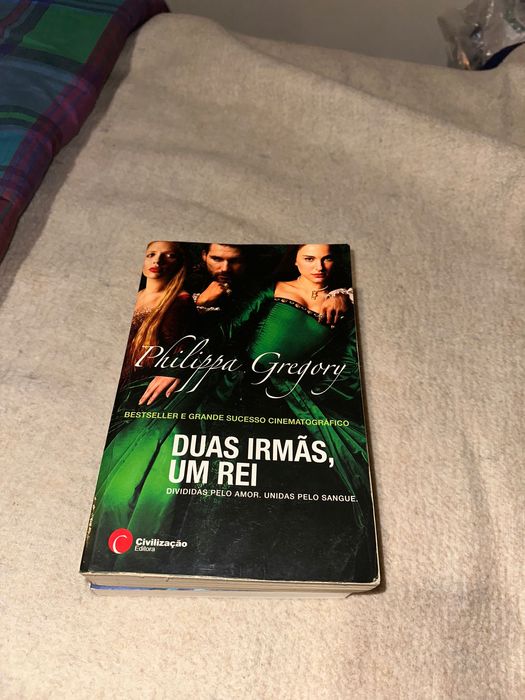 Philippa Gregory
BESTSELLER E GRANDE SUCESSO CINEMATOGRÁFICO
DUAS IRMÃS,
UM REI
DIVIDIDAS PELO AMOR. UNIDAS PELO SANGUE.
C
Civilização
Editora